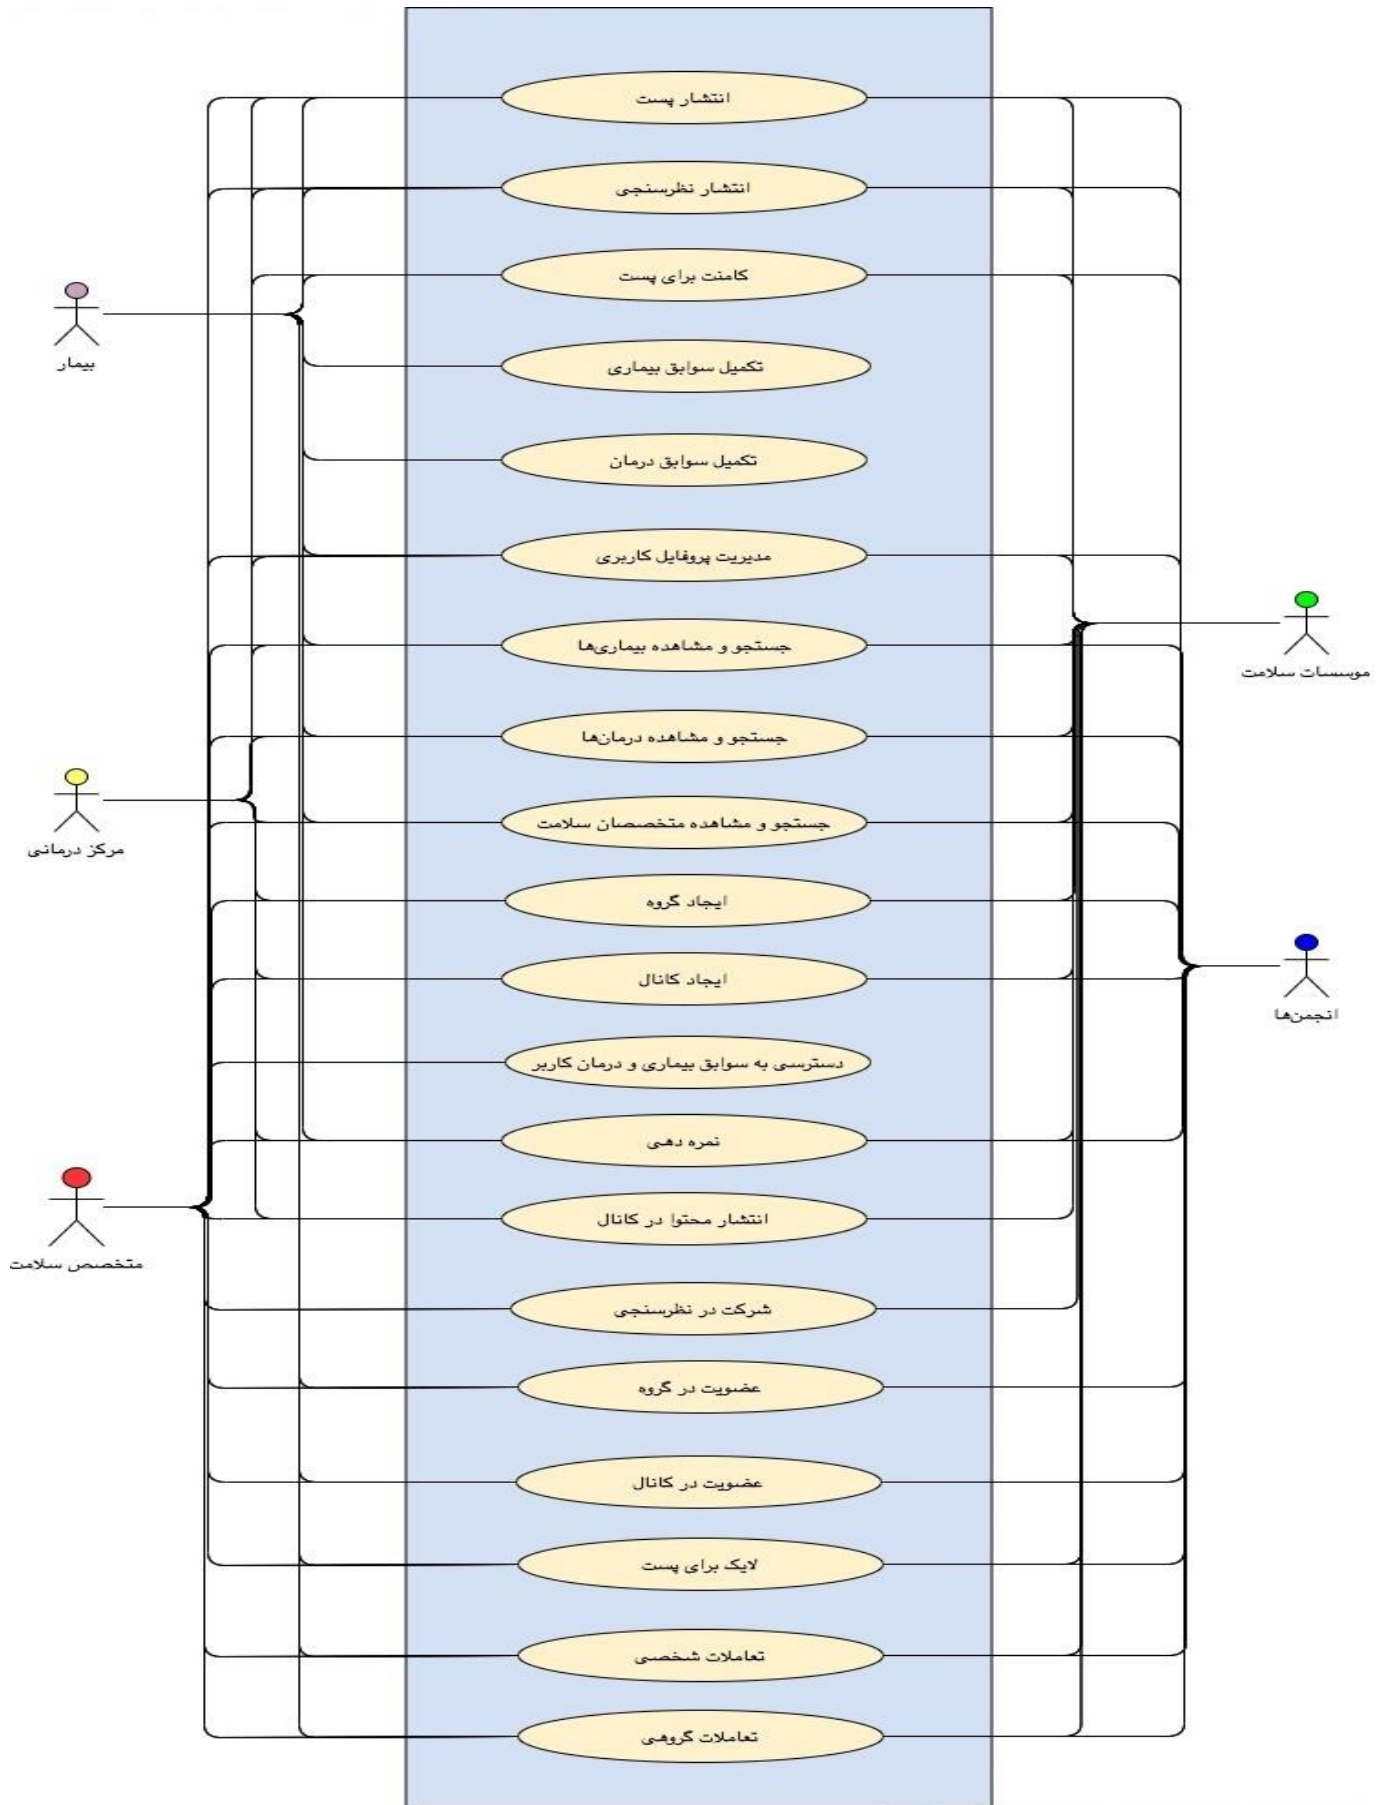 انتشار پست
انتشار نظرسنجی
کامنت برای پست
بیمار
تکمیل سوابق بیماری
تکمیل سوابق درمان
مدیریت پروفایل کاربری
جستجو و مشاهده بیماری‌ها
موسسات سلامت
جستجو و مشاهده درمان‌ها
جستجو و مشاهده متخصصان سلامت
مرکز درمانی
ایجاد گروه
ایجاد کانال
انجمن‌ها
دسترسی به سوابق بیماری و درمان کاربر
نمره دهی
انتشار محتوا در کانال
متخصص سلامت
شرکت در نظرسنجی
عضویت در گروه
عضویت در کانال
لایک برای پست
تعاملات شخصی
تعاملات گروهی